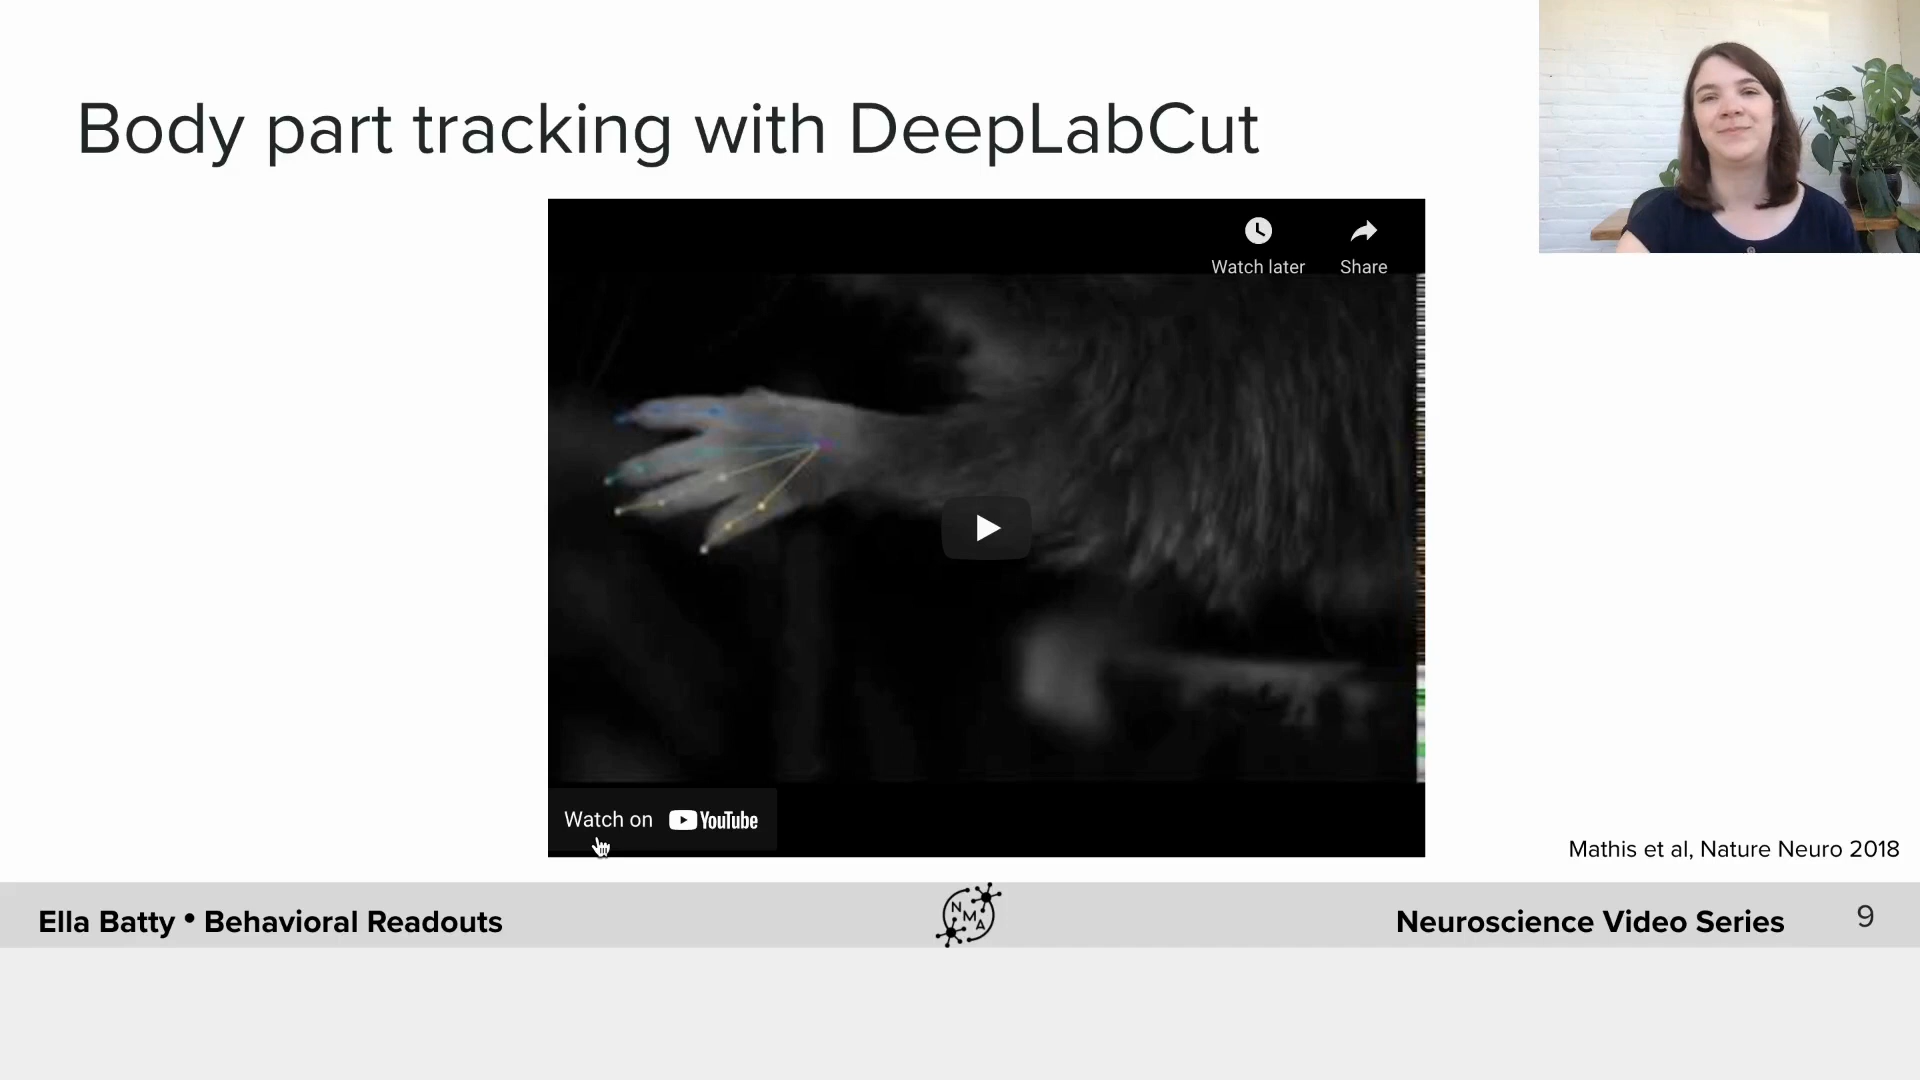 Body part tracking with DeepLabCut
Watch later
Share
Watch on YouTube
Mathis et al, Nature Neuro 2018
Ella Batty • Behavioral Readouts
N
M
A
Neuroscience Video Series
9